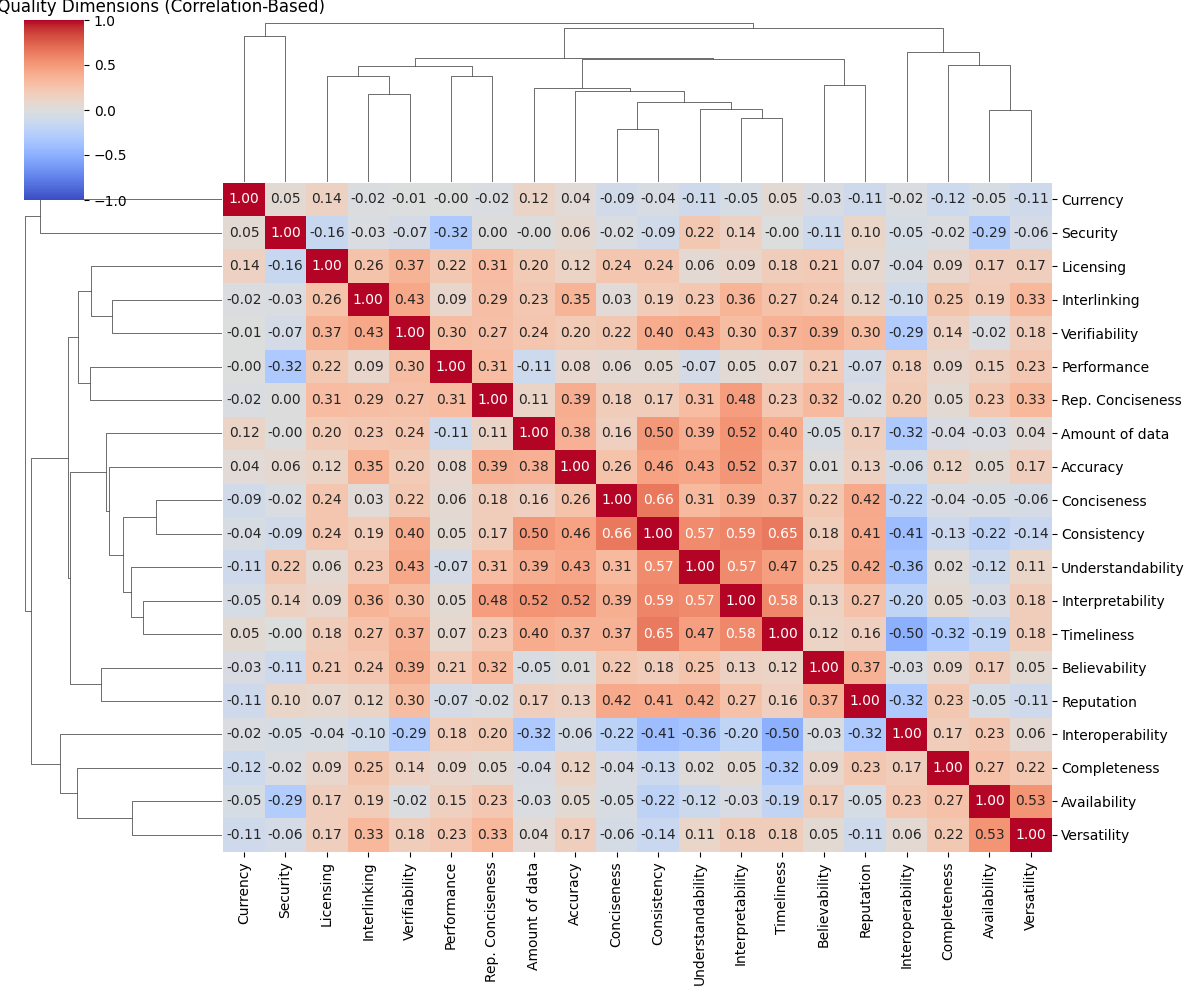 Quality Dimensions (Correlation-Based)
1.0
0.5
0.0
−0.5
−1.0
1.00 0.05 0.14 -0.02 -0.01 -0.00 -0.02 0.12 0.04 -0.09 -0.04 -0.11 -0.05 0.05 -0.03 -0.11 -0.02 -0.12 -0.05 -0.11 Currency
0.05 1.00 -0.16 -0.03 -0.07 -0.32 0.00 -0.00 0.06 -0.02 -0.09 0.22 0.14 -0.00 -0.11 0.10 -0.05 -0.02 -0.29 -0.06 Security
0.14 -0.16 1.00 0.26 0.37 0.22 0.31 0.20 0.12 0.24 0.24 0.06 0.09 0.18 0.21 0.07 -0.04 0.09 0.17 0.17 Licensing
-0.02 -0.03 0.26 1.00 0.43 0.09 0.29 0.23 0.35 0.03 0.19 0.23 0.36 0.27 0.24 0.12 -0.10 0.25 0.19 0.33 Interlinking
-0.01 -0.07 0.37 0.43 1.00 0.30 0.27 0.24 0.20 0.22 0.40 0.43 0.30 0.37 0.39 0.30 -0.29 0.14 -0.02 0.18 Verifiability
-0.00 -0.32 0.22 0.09 0.30 1.00 0.31 -0.11 0.08 0.06 0.05 -0.07 0.05 0.07 0.21 -0.07 0.18 0.09 0.15 0.23 Performance
-0.02 0.00 0.31 0.29 0.27 0.31 1.00 0.11 0.39 0.18 0.17 0.31 0.48 0.23 0.32 -0.02 0.20 0.05 0.23 0.33 Rep. Conciseness
0.12 -0.00 0.20 0.23 0.24 -0.11 0.11 1.00 0.38 0.16 0.50 0.39 0.52 0.40 -0.05 0.17 -0.32 -0.04 -0.03 0.04 Amount of data
0.04 0.06 0.12 0.35 0.20 0.08 0.39 0.38 1.00 0.26 0.46 0.43 0.52 0.37 0.01 0.13 -0.06 0.12 0.05 0.17 Accuracy
-0.09 -0.02 0.24 0.03 0.22 0.06 0.18 0.16 0.26 1.00 0.66 0.31 0.39 0.37 0.22 0.42 -0.22 -0.04 -0.05 -0.06 Conciseness
-0.04 -0.09 0.24 0.19 0.40 0.05 0.17 0.50 0.46 0.66 1.00 0.57 0.59 0.65 0.18 0.41 -0.41 -0.13 -0.22 -0.14 Consistency
-0.11 0.22 0.06 0.23 0.43 -0.07 0.31 0.39 0.43 0.31 0.57 1.00 0.57 0.47 0.25 0.42 -0.36 0.02 -0.12 0.11 Understandability
-0.05 0.14 0.09 0.36 0.30 0.05 0.48 0.52 0.52 0.39 0.59 0.57 1.00 0.58 0.13 0.27 -0.20 0.05 -0.03 0.18 Interpretability
0.05 -0.00 0.18 0.27 0.37 0.07 0.23 0.40 0.37 0.37 0.65 0.47 0.58 1.00 0.12 0.16 -0.50 -0.32 -0.19 0.18 Timeliness
-0.03 -0.11 0.21 0.24 0.39 0.21 0.32 -0.05 0.01 0.22 0.18 0.25 0.13 0.12 1.00 0.37 -0.03 0.09 0.17 0.05 Believability
-0.11 0.10 0.07 0.12 0.30 -0.07 -0.02 0.17 0.13 0.42 0.41 0.42 0.27 0.16 0.37 1.00 -0.32 0.23 -0.05 -0.11 Reputation
-0.02 -0.05 -0.04 -0.10 -0.29 0.18 0.20 -0.32 -0.06 -0.22 -0.41 -0.36 -0.20 -0.50 -0.03 -0.32 1.00 0.17 0.23 0.06 Interoperability
-0.12 -0.02 0.09 0.25 0.14 0.09 0.05 -0.04 0.12 -0.04 -0.13 0.02 0.05 -0.32 0.09 0.23 0.17 1.00 0.27 0.22 Completeness
-0.05 -0.29 0.17 0.19 -0.02 0.15 0.23 -0.03 0.05 -0.05 -0.22 -0.12 -0.03 -0.19 0.17 -0.05 0.23 0.27 1.00 0.53 Availability
-0.11 -0.06 0.17 0.33 0.18 0.23 0.33 0.04 0.17 -0.06 -0.14 0.11 0.18 0.18 0.05 -0.11 0.06 0.22 0.53 1.00 Versatility
Currency
Security
Licensing
Interlinking
Verifiability
Performance
Rep. Conciseness
Amount of data
Accuracy
Conciseness
Consistency
Understandability
Interpretability
Timeliness
Believability
Reputation
Interoperability
Completeness
Availability
Versatility